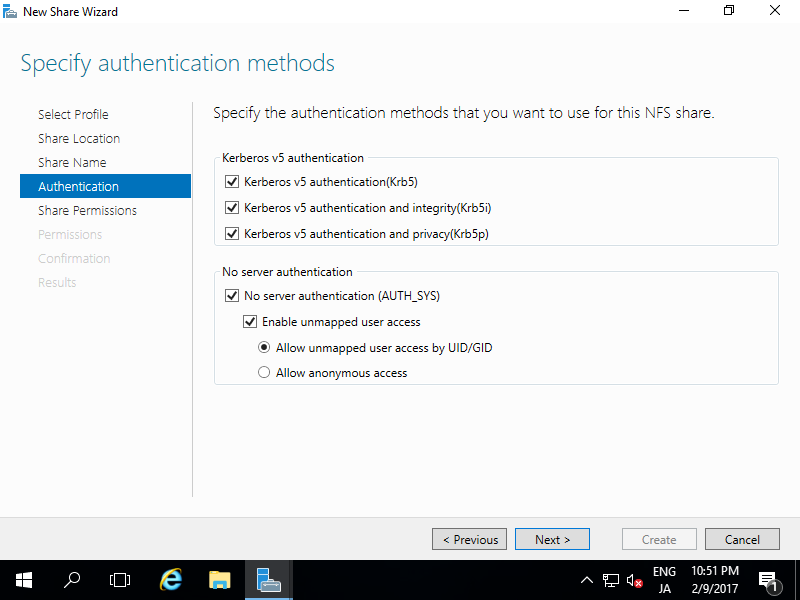 New Share Wizard
Specify authentication methods
Select Profile
Share Location
Share Name
Authentication
Share Permissions
Permissions
Confirmation
Results
Specify the authentication methods that you want to use for this NFS share.
Kerberos v5 authentication
Kerberos v5 authentication(Krb5)
Kerberos v5 authentication and integrity(Krb5i)
Kerberos v5 authentication and privacy(Krb5p)
No server authentication
No server authentication (AUTH_SYS)
Enable unmapped user access
Allow unmapped user access by UID/GID
Allow anonymous access
< Previous
Next >
Create
Cancel
ENG
JA
10:51 PM
2/9/2017
1